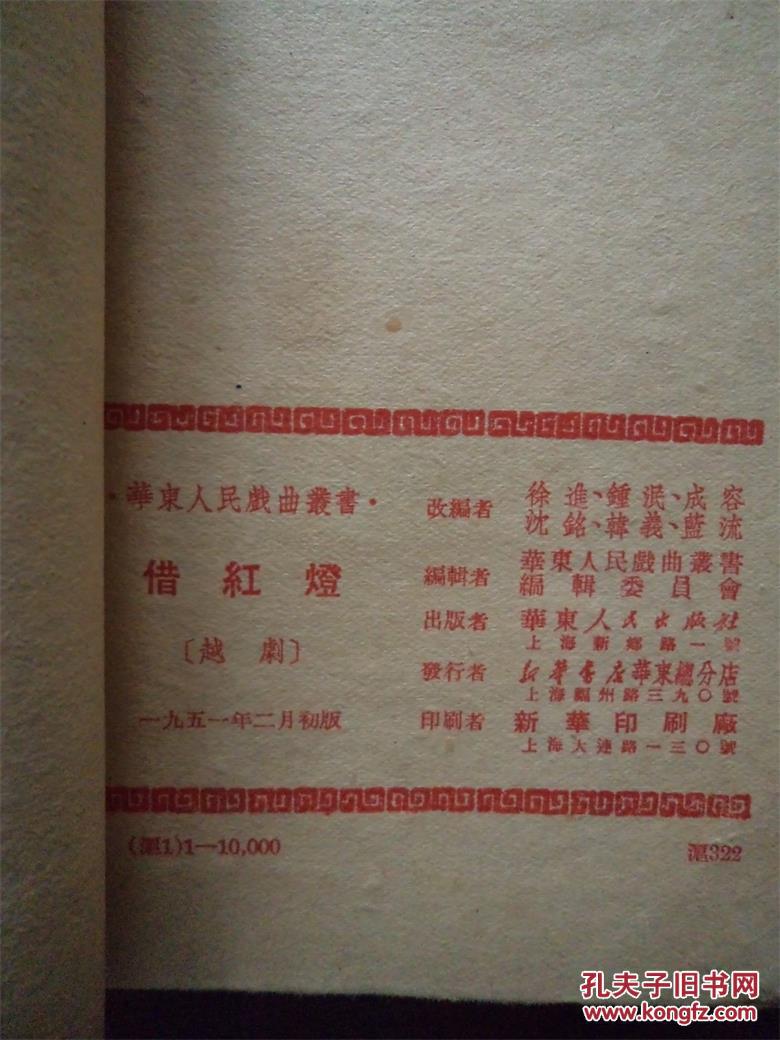 ·華東人民戏曲叢書·
借紅燈
〔越劇〕
一九五一年二月初版
改編者 徐進、鍾泯、成容
沈銘、韓義、藍流
編輯者 華東人民戲曲叢書
編輯委員會
出版者 華東人民出版社
上海新鄉路一號
發行者 新華書店華東總分店
上海福州路三九〇號
印刷者 新華印刷廠
上海大連路一三〇號
(滬1)1—10,000
滬322
孔夫子旧书网
www.kongfz.com